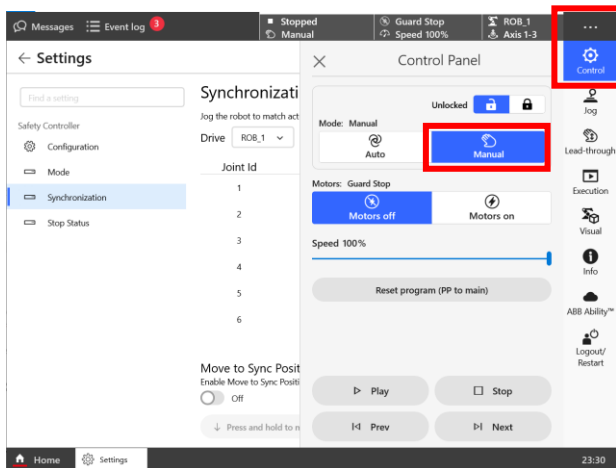 Messages
Event log 3
Stopped
Manual
Guard Stop
Speed 100%
ROB_1
Axis 1-3
...
Settings
Find a setting
Safety Controller
Configuration
Mode
Synchronization
Stop Status
Synchronizati
Jog the robot to match act
Drive ROB_1
Joint Id
1
2
3
4
5
6
Move to Sync Posit
Enable Move to Sync Positi
Off
Press and hold to n
Control Panel
Unlocked
Mode: Manual
Auto
Manual
Motors: Guard Stop
Motors off
Motors on
Speed 100%
Reset program (PP to main)
Play
Stop
Prev
Next
Control
Jog
Lead-through
Execution
Visual
Info
ABB Ability™
Logout/
Restart
Home
Settings
23:30